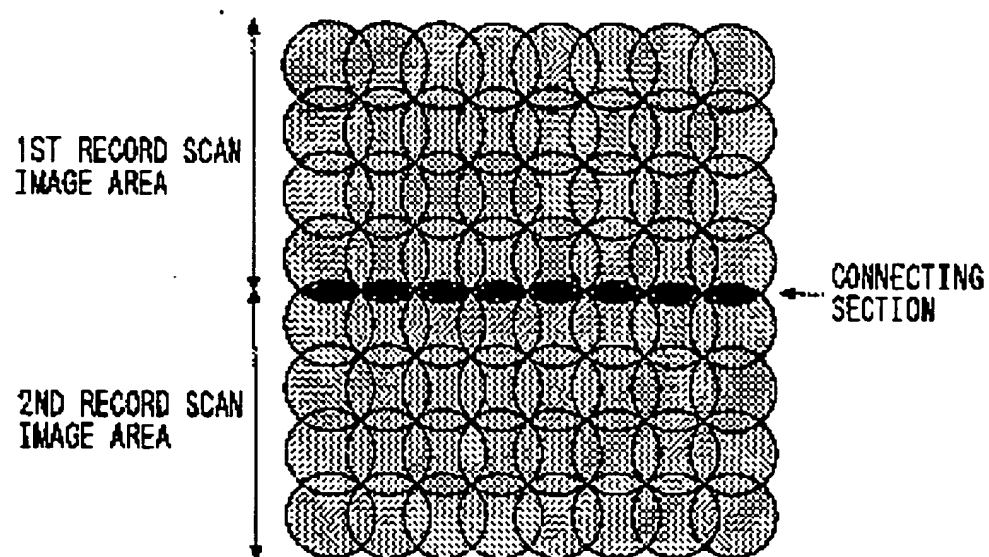 1ST RECORD SCAN
IMAGE AREA
CONNECTING
SECTION
2ND RECORD SCAN
IMAGE AREA